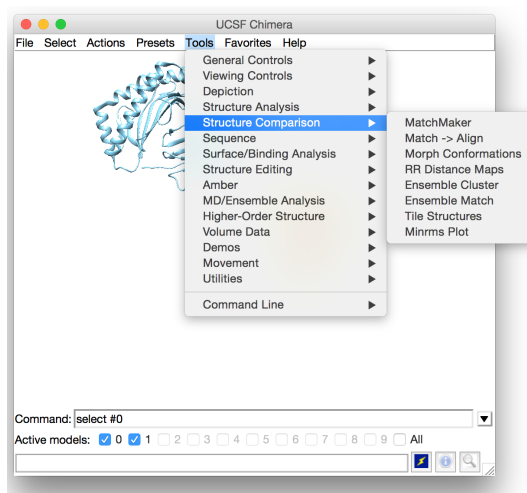 UCSF Chimera
File Select Actions Presets Tools Favorites Help
General Controls
Viewing Controls
Depiction
Structure Analysis
Structure Comparison
Sequence
Surface/Binding Analysis
Structure Editing
Amber
MD/Ensemble Analysis
Higher-Order Structure
Volume Data
Demos
Movement
Utilities
Command Line
MatchMaker
Match -> Align
Morph Conformations
RR Distance Maps
Ensemble Cluster
Ensemble Match
Tile Structures
Minrms Plot
Command: select #0
Active models: 0 1 2 3 4 5 6 7 8 9 All